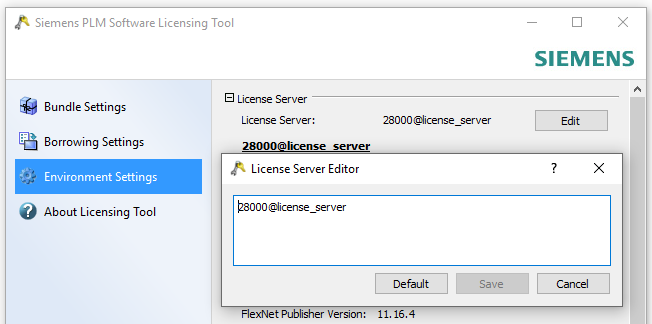 Siemens PLM Software Licensing Tool
SIEMENS
Bundle Settings
Borrowing Settings
Environment Settings
About Licensing Tool
License Server
License Server: 28000@license_server Edit
28000@license_server
License Server Editor ?
28000@license_server
Default Save Cancel
FlexNet Publisher Version: 11.16.4